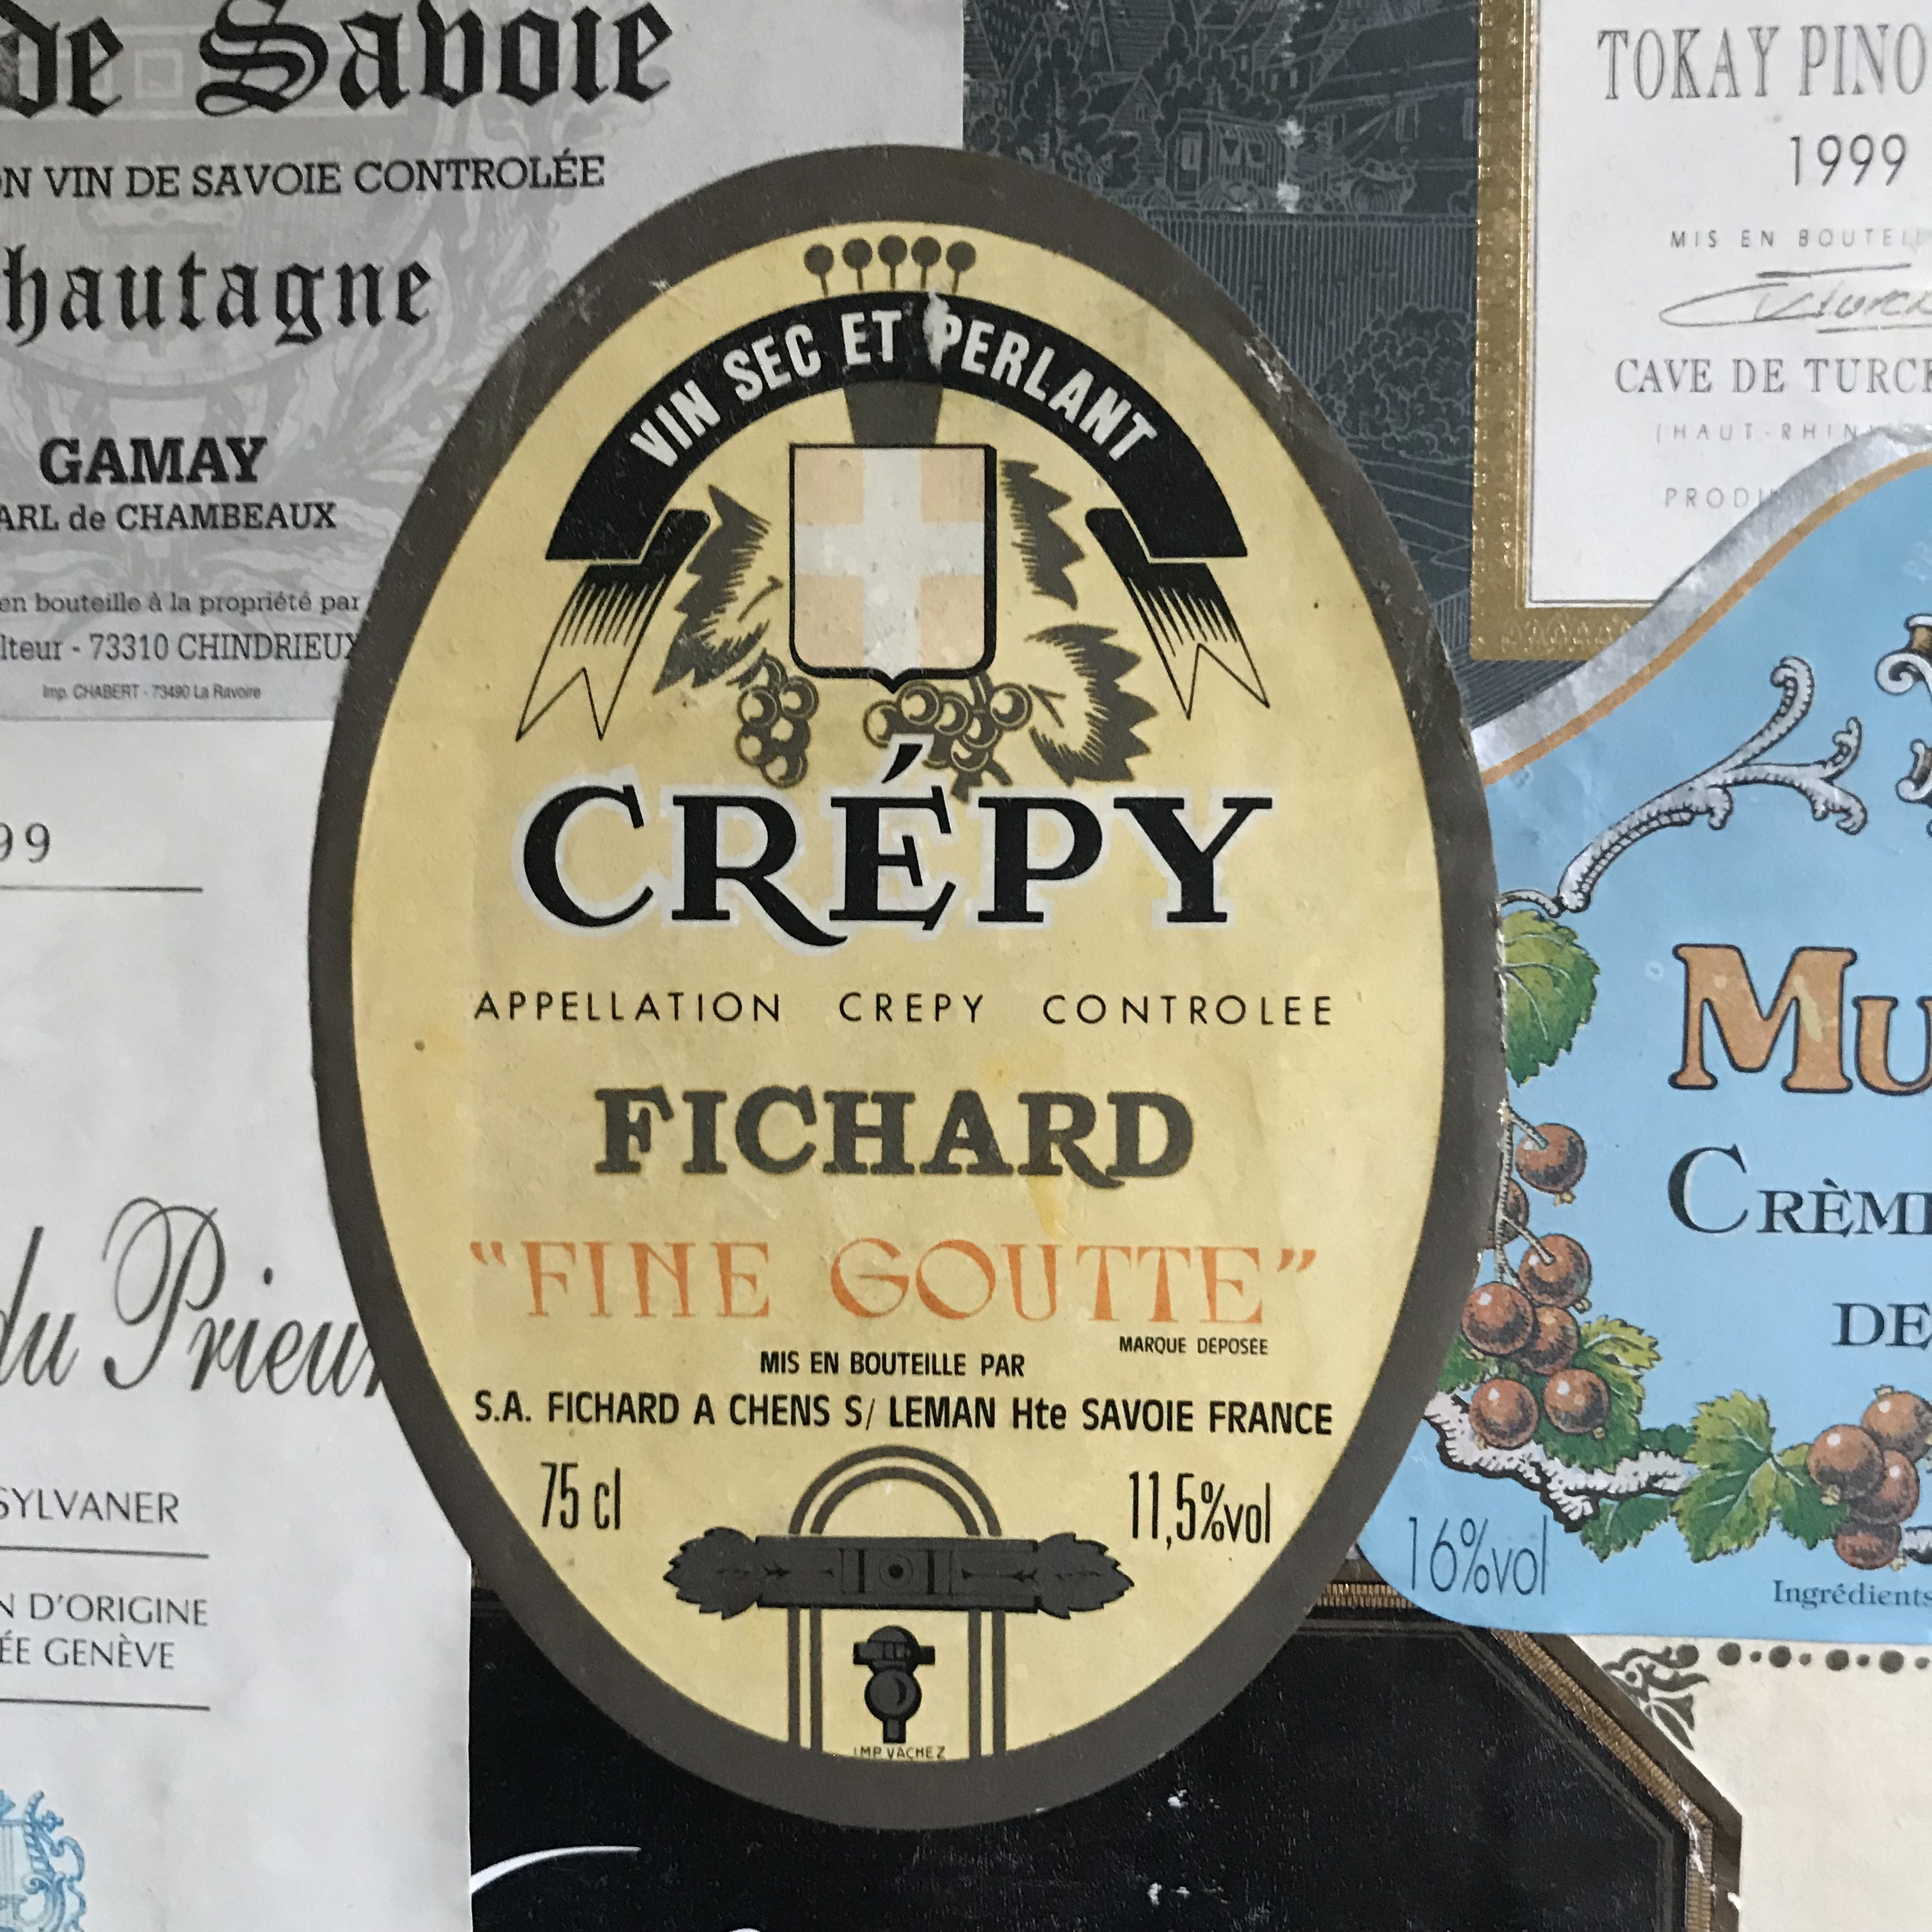 de Savoie
VIN DE SAVOIE CONTROLÉE
hautagne
GAMAY
ARL de CHAMBEAUX
en bouteille à la propriété par
lteur - 73310 CHINDRIEUX
Imp. CHABERT - 73490 La Ravoire
99
du Prieur
SYLVANER
N D'ORIGINE
ÉE GENÈVE
VIN SEC ET PERLANT
CRÉPY
APPELLATION CREPY CONTROLEE
FICHARD
"FINE GOUTTE"
MARQUE DEPOSEE
MIS EN BOUTEILLE PAR
S.A. FICHARD A CHENS S/ LEMAN Hte SAVOIE FRANCE
75 cl
11,5%vol
IMP VACHEZ
TOKAY PINO
1999
MIS EN BOUTEI
CAVE DE TURCK
(HAUT-RHIN
PROD
MU
CRÈM
DE
16%vol
Ingrédients